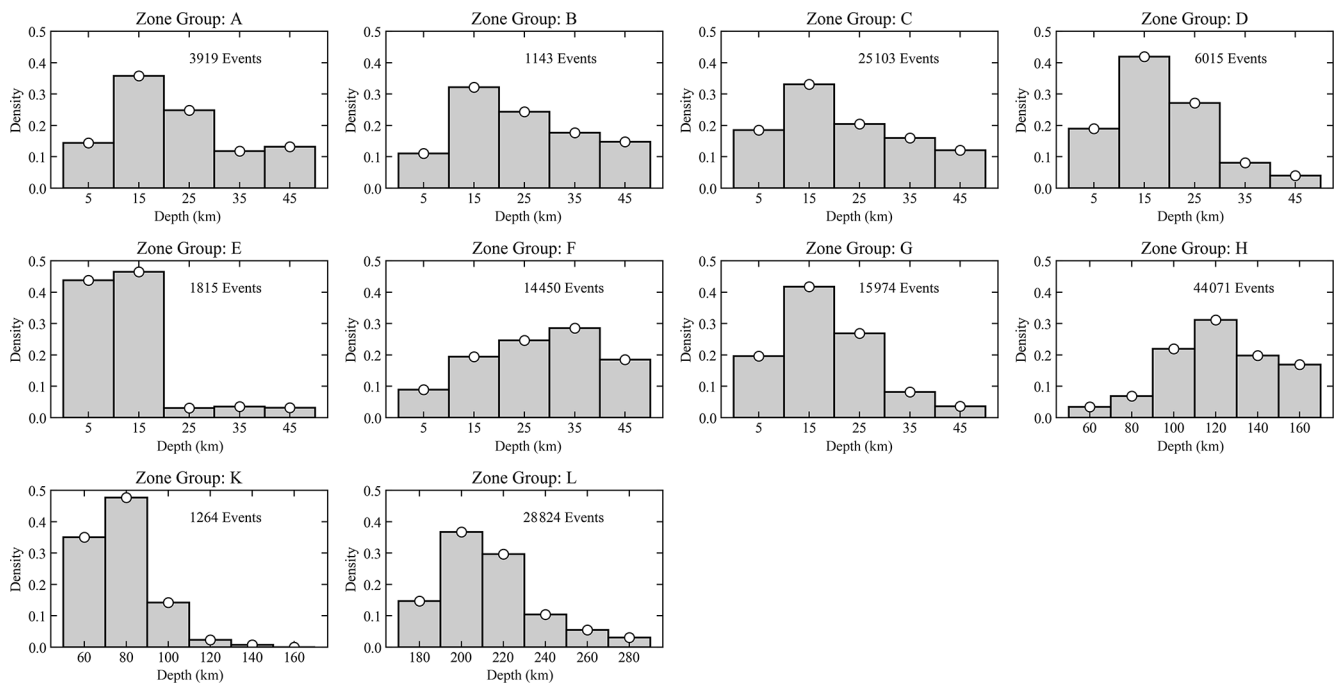 Zone Group: A
Zone Group: B
Zone Group: C
Zone Group: D
0.5
0.4
0.3
0.2
0.1
0.0
Density
3919 Events
5 15 25 35 45
Depth (km)
0.5
0.4
0.3
0.2
0.1
0.0
Density
1143 Events
5 15 25 35 45
Depth (km)
0.5
0.4
0.3
0.2
0.1
0.0
Density
25103 Events
5 15 25 35 45
Depth (km)
0.5
0.4
0.3
0.2
0.1
0.0
Density
6015 Events
5 15 25 35 45
Depth (km)
Zone Group: E
Zone Group: F
Zone Group: G
Zone Group: H
0.5
0.4
0.3
0.2
0.1
0.0
Density
1815 Events
5 15 25 35 45
Depth (km)
0.5
0.4
0.3
0.2
0.1
0.0
Density
14450 Events
5 15 25 35 45
Depth (km)
0.5
0.4
0.3
0.2
0.1
0.0
Density
15974 Events
5 15 25 35 45
Depth (km)
0.5
0.4
0.3
0.2
0.1
0.0
Density
44071 Events
60 80 100 120 140 160
Depth (km)
Zone Group: K
Zone Group: L
0.5
0.4
0.3
0.2
0.1
0.0
Density
1264 Events
60 80 100 120 140 160
Depth (km)
0.5
0.4
0.3
0.2
0.1
0.0
Density
28824 Events
180 200 220 240 260 280
Depth (km)